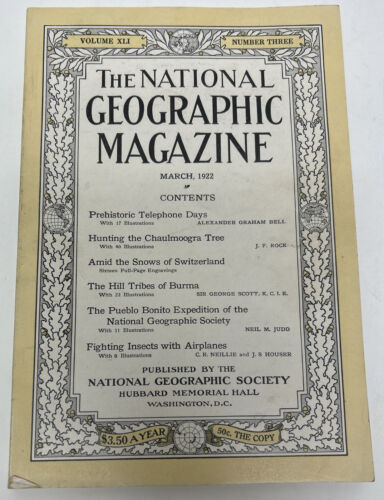 VOLUME XLI
NUMBER THREE
THE NATIONAL
GEOGRAPHIC
MAGAZINE
MARCH, 1922
CONTENTS
Prehistoric Telephone Days
With 17 Illustrations ALEXANDER GRAHAM BELL
Hunting the Chaulmoogra Tree
With 40 Illustrations J. F. ROCK
Amid the Snows of Switzerland
Sixteen Full-Page Engravings
The Hill Tribes of Burma
With 22 Illustrations SIR GEORGE SCOTT, K. C. I. E.
The Pueblo Bonito Expedition of the
National Geographic Society
With 11 Illustrations NEIL M. JUDD
Fighting Insects with Airplanes
With 8 Illustrations C. R. NEILLIE and J. S HOUSER
PUBLISHED BY THE
NATIONAL GEOGRAPHIC SOCIETY
HUBBARD MEMORIAL HALL
WASHINGTON, D.C.
$3.50 A YEAR
50c. THE COPY